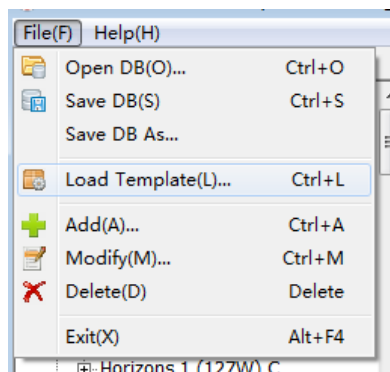 File(F) Help(H)
Open DB(O)... Ctrl+O
Save DB(S) Ctrl+S
Save DB As...
Load Template(L)... Ctrl+L
Add(A)... Ctrl+A
Modify(M)... Ctrl+M
Delete(D) Delete
Exit(X) Alt+F4
Horizons 1 (127W) C